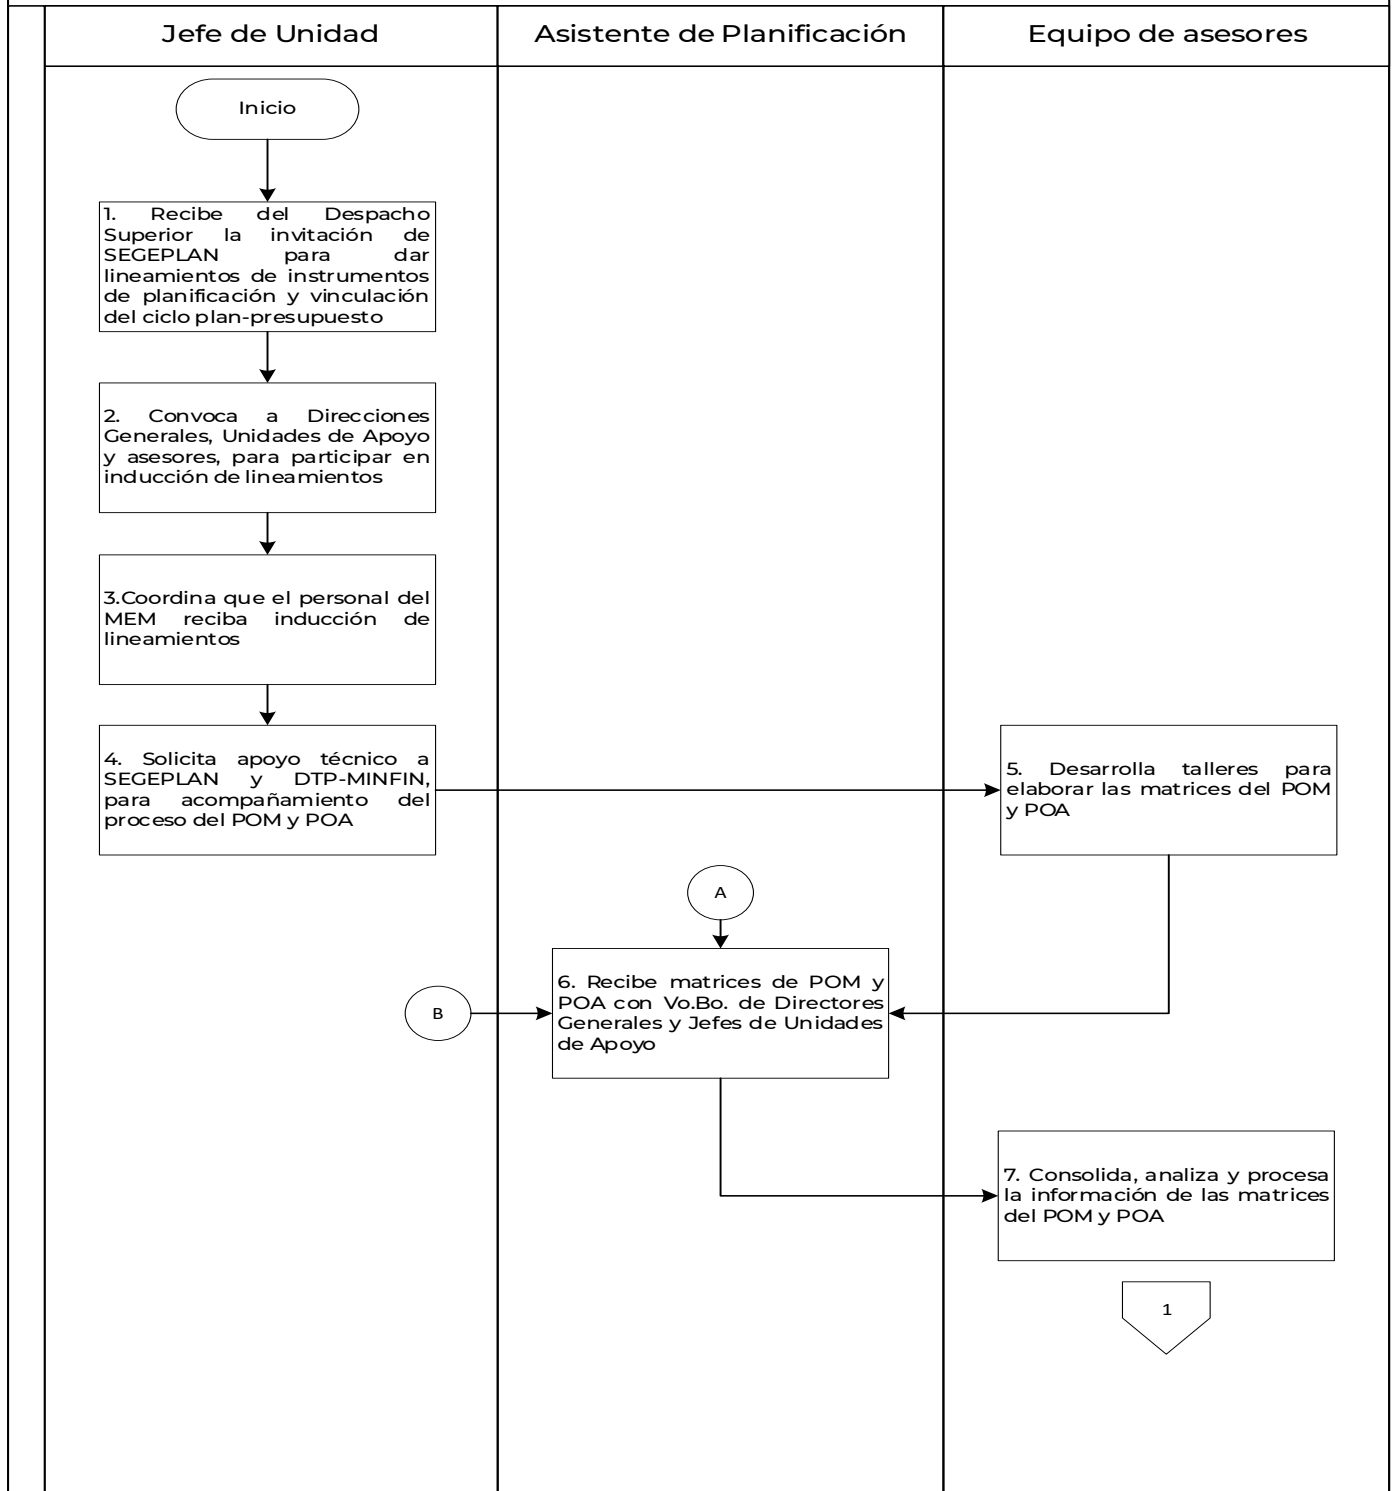 Jefe de Unidad
Asistente de Planificación
Equipo de asesores
Inicio
1. Recibe del Despacho
Superior la invitación de
SEGEPLAN para dar
lineamientos de instrumentos
de planificación y vinculación
del ciclo plan-presupuesto
2. Convoca a Direcciones
Generales, Unidades de Apoyo
y asesores, para participar en
inducción de lineamientos
3.Coordina que el personal del
MEM reciba inducción de
lineamientos
4. Solicita apoyo técnico a
SEGEPLAN y DTP-MINFIN,
para acompañamiento del
proceso del POM y POA
5. Desarrolla talleres para
elaborar las matrices del POM
y POA
A
6. Recibe matrices de POM y
POA con Vo.Bo. de Directores
Generales y Jefes de Unidades
de Apoyo
B
7. Consolida, analiza y procesa
la información de las matrices
del POM y POA
1